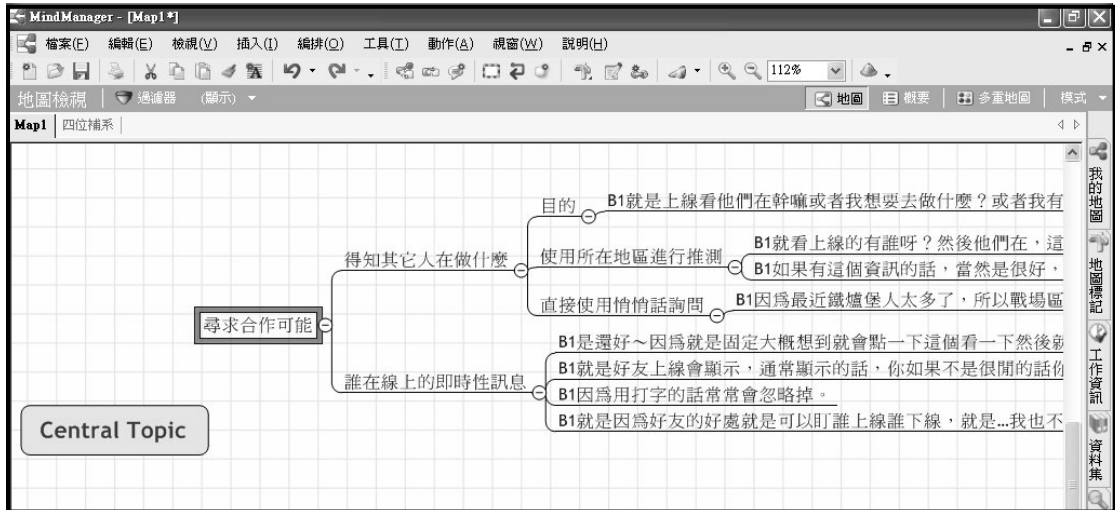 MindManager - [Map1*]
檔案(F) 編輯(E) 檢視(V) 插入(I) 編排(O) 工具(T) 動作(A) 視窗(W) 說明(H)
112%
地圖檢視 過濾器 (顯示) 地圖 概要 多重地圖 模式
Map1 四位補系
我的地圖
地圖標記
工作資訊
資料集
目的
B1就是上線看他們在幹嘛或者我想要去做什麼？或者我有
得知其它人在做什麼
使用所在地區進行推測
B1就看上線的有誰呀？然後他們在，這
B1如果有這個資訊的話，當然是很好，
直接使用悄悄話詢問
B1因為最近鐵爐堡人太多了，所以戰場區
尋求合作可能
誰在線上的即時性訊息
B1是還好～因為就是固定大概想到就會點一下這個看一下然後就
B1就是好友上線會顯示，通常顯示的話，你如果不是很閒的話你
B1因為用打字的話常常會忽略掉。
B1就是因為好友的好處就是可以盯誰上線誰下線，就是...我也不
Central Topic